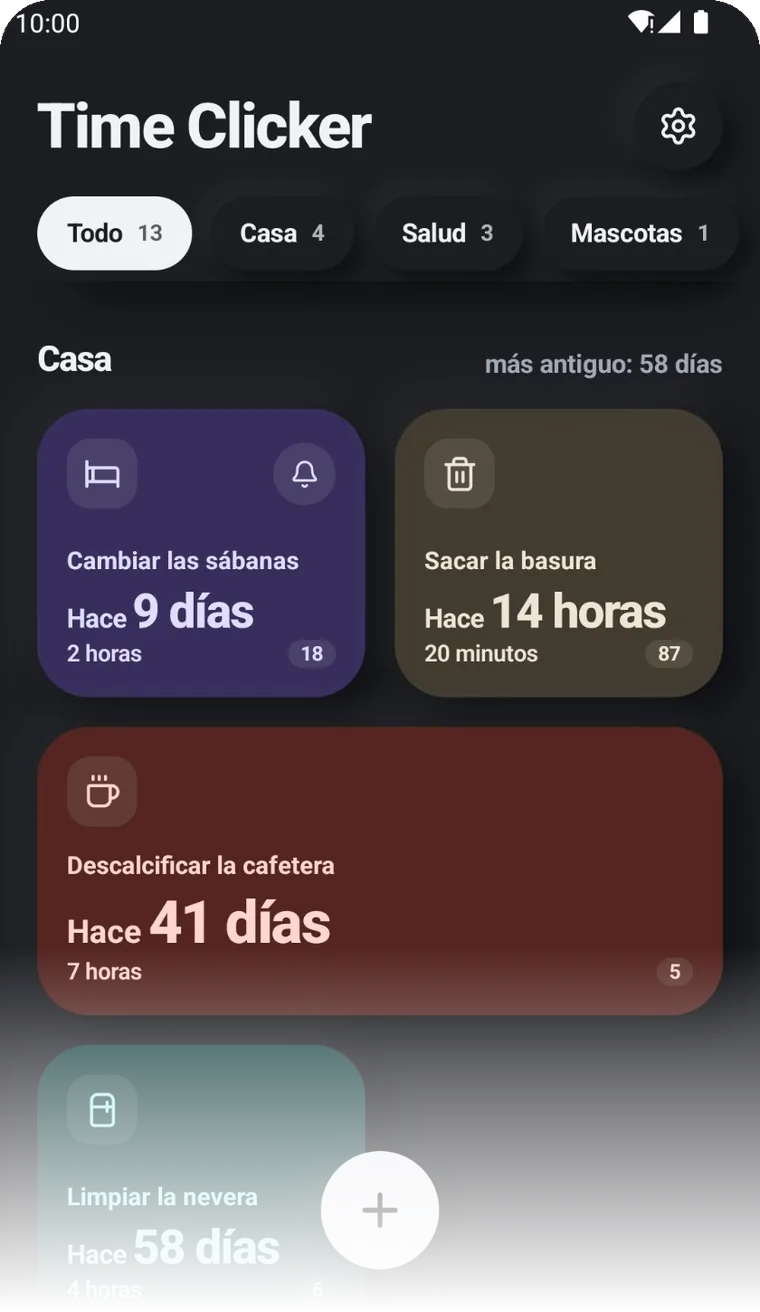 10:00
Time Clicker
Todo 13
Casa 4
Salud 3
Mascotas 1
Casa
más antiguo: 58 días
Cambiar las sábanas
Hace 9 días
2 horas
18
Sacar la basura
Hace 14 horas
20 minutos
87
Descalcificar la cafetera
Hace 41 días
7 horas
5
Limpiar la nevera
Hace 58 días
4 horas
6